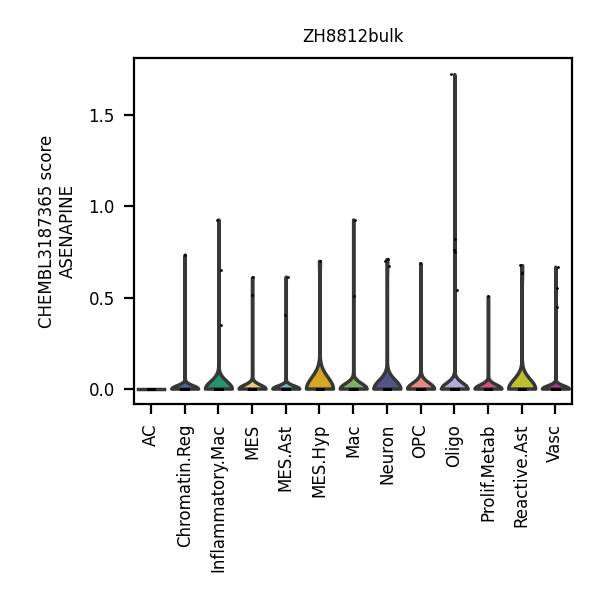 ZH8812bulk
CHEMBL3187365 score
ASENAPINE
1.5
1.0
0.5
0.0
AC
Chromatin.Reg
Inflammatory.Mac
MES
MES.Ast
MES.Hyp
Mac
Neuron
OPC
Oligo
Prolif.Metab
Reactive.Ast
Vasc